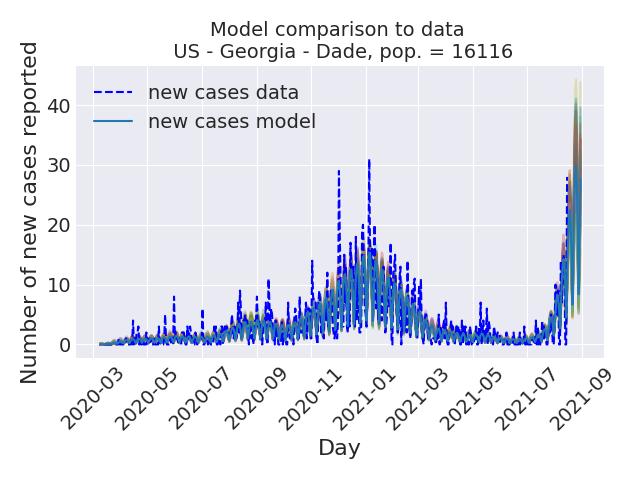 Model comparison to data
US - Georgia - Dade, pop. = 16116
Number of new cases reported
40
30
20
10
0
new cases data
new cases model
2020-03
2020-05
2020-07
2020-09
2020-11
2021-01
2021-03
2021-05
2021-07
2021-09
Day